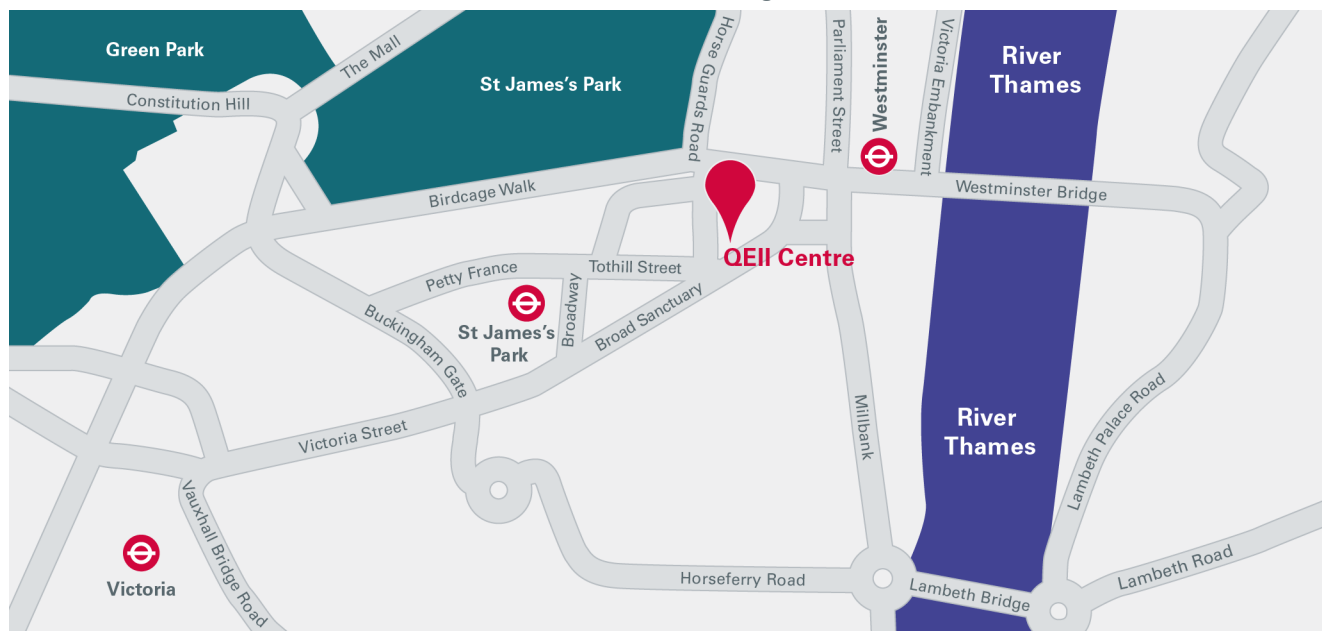 Green Park
The Mall
St James's Park
Horse Guards Road
Parliament Street
Westminster
Victoria Embankment
River
Thames
Constitution Hill
Birdcage Walk
Westminster Bridge
QEII Centre
Tothill Street
Petty France
Broadway
Broad Sanctuary
Buckingham Gate
St James's
Park
Victoria Street
Millbank
River
Thames
Lambeth Palace Road
Vauxhall Bridge Road
Victoria
Horseferry Road
Lambeth Bridge
Lambeth Road